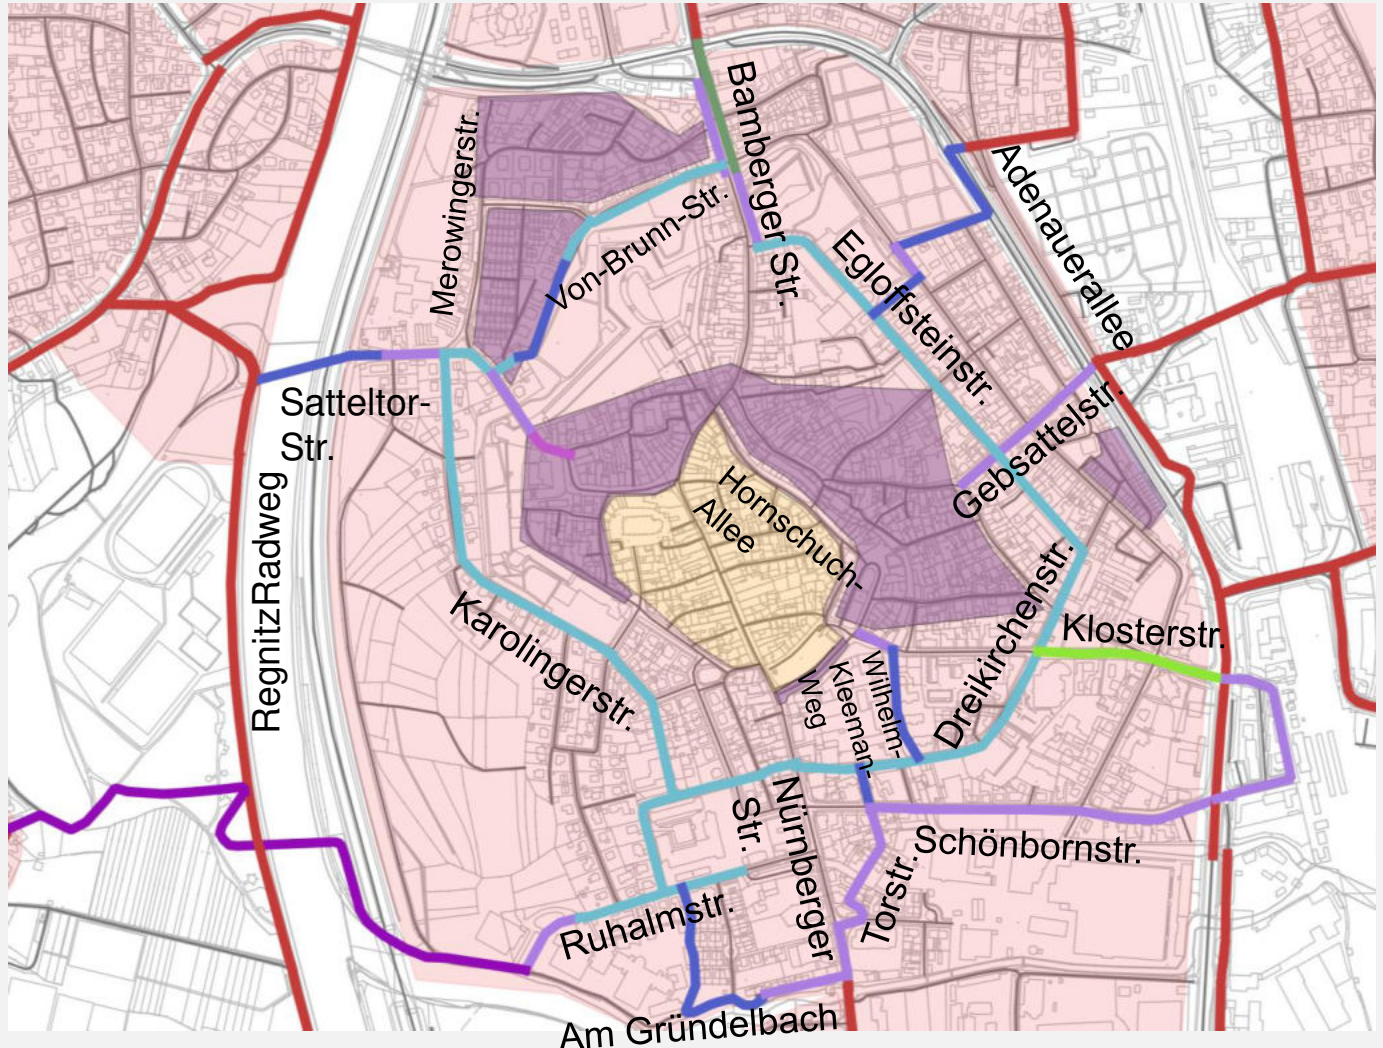 Bamberger
Str.
Merowingerstr.
Von-Brunn-Str.
Adenauerallee
Egloffsteinstr.
Satteltor-
Str.
Gebsattelstr.
RegnitzRadweg
Hornschuch-
Allee
Karolingerstr.
Dreikirchenstr.
Klosterstr.
Weg
Kleeman-
Wilhelm-
Nürnberger
Str.
Schönbornstr.
Torstr.
Ruhalmstr.
Am Gründelbach